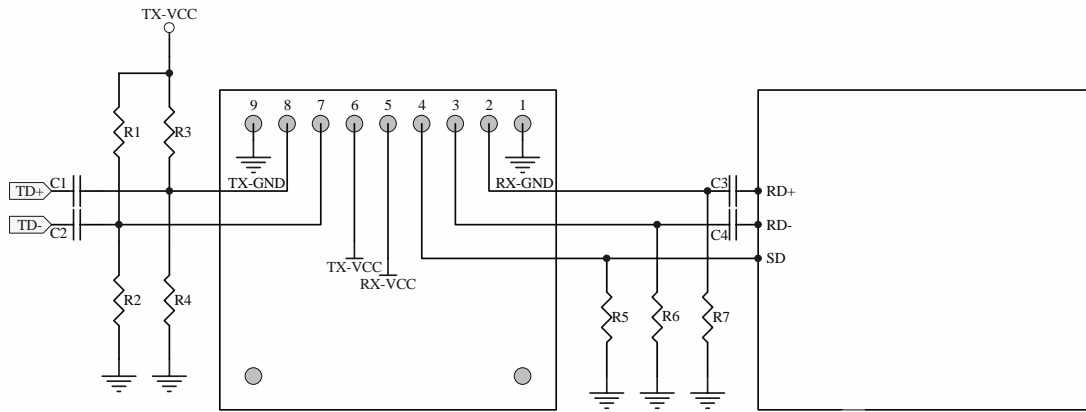 TX-VCC
9 8 7 6 5 4 3 2 1
R1 R3
TX-GND RX-GND
TD+ C1
TD- C2
C3 RD+
C4 RD-
SD
TX-VCC
RX-VCC
R2 R4
R5 R6 R7